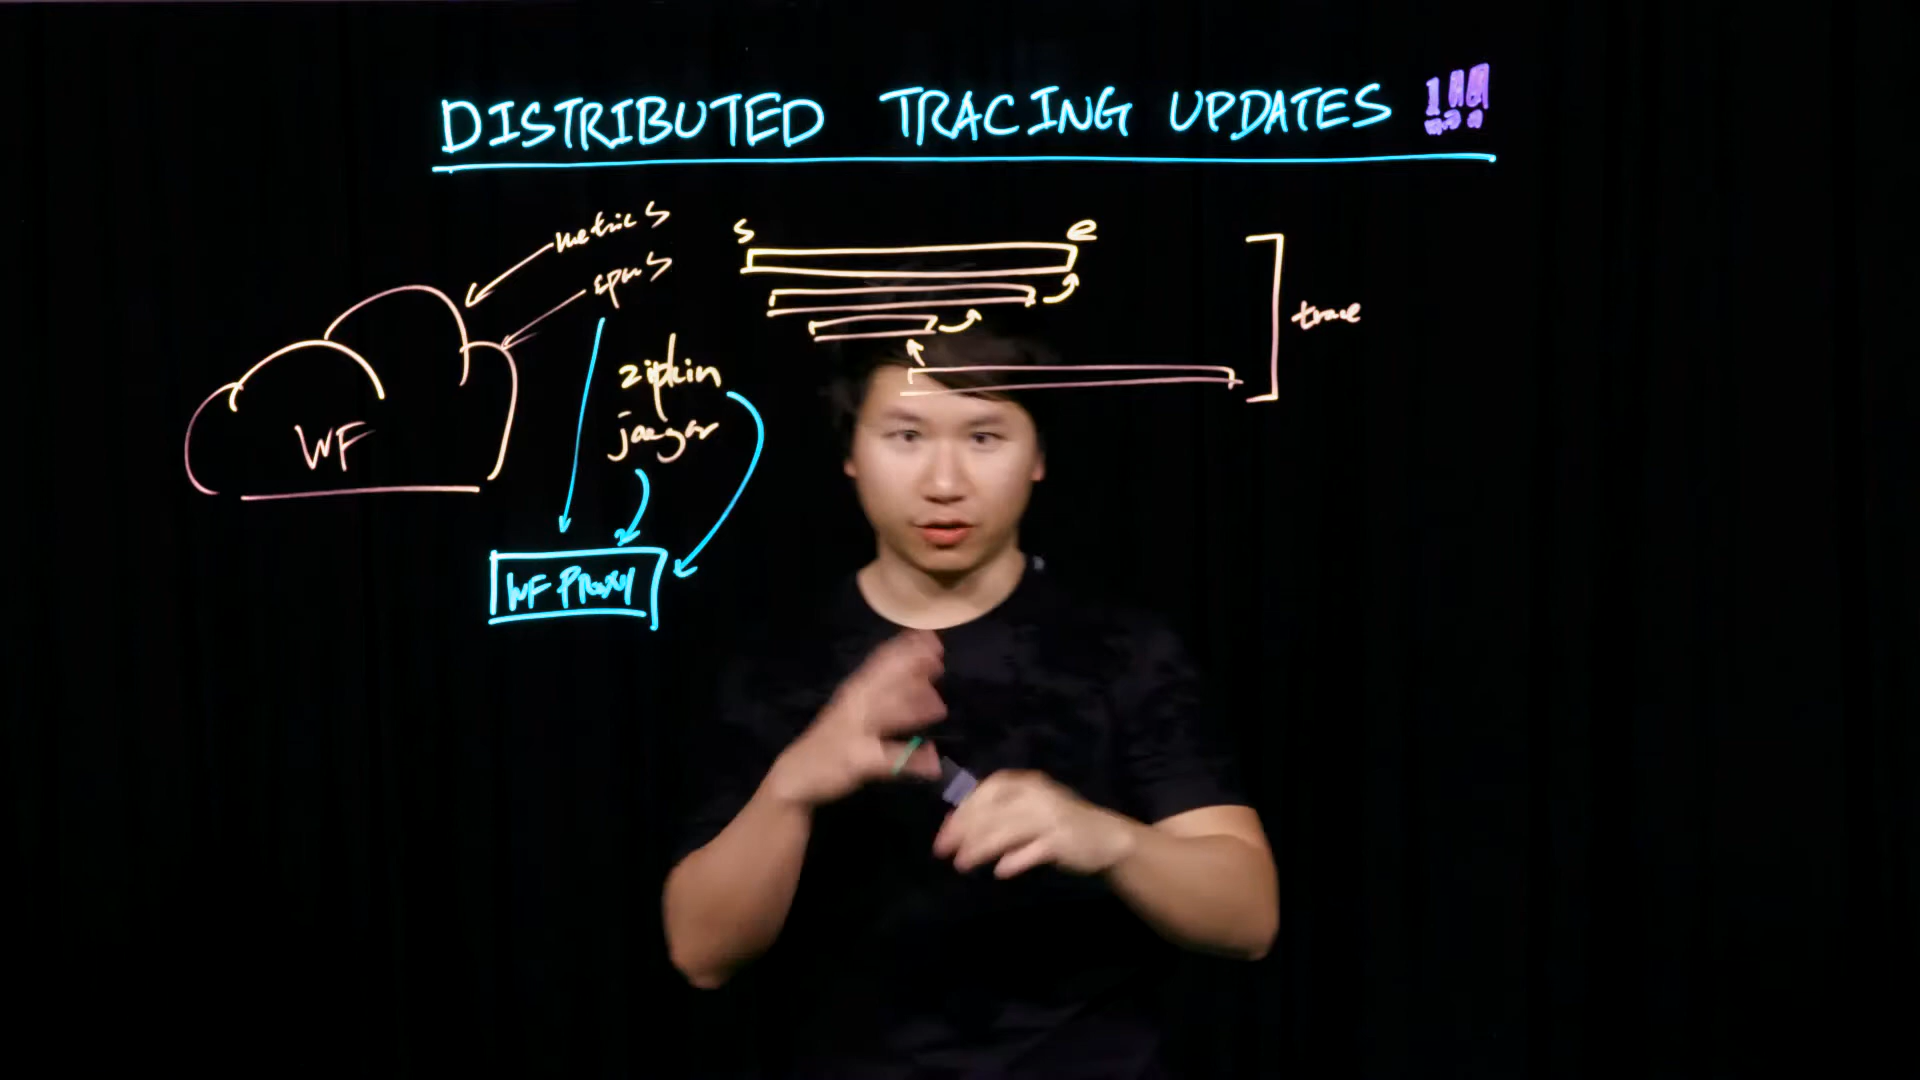 DISTRIBUTED TRACING UPDATES !!!
metrics
spans
s e
trace
zipkin
jaeger
WF
WF PROXY